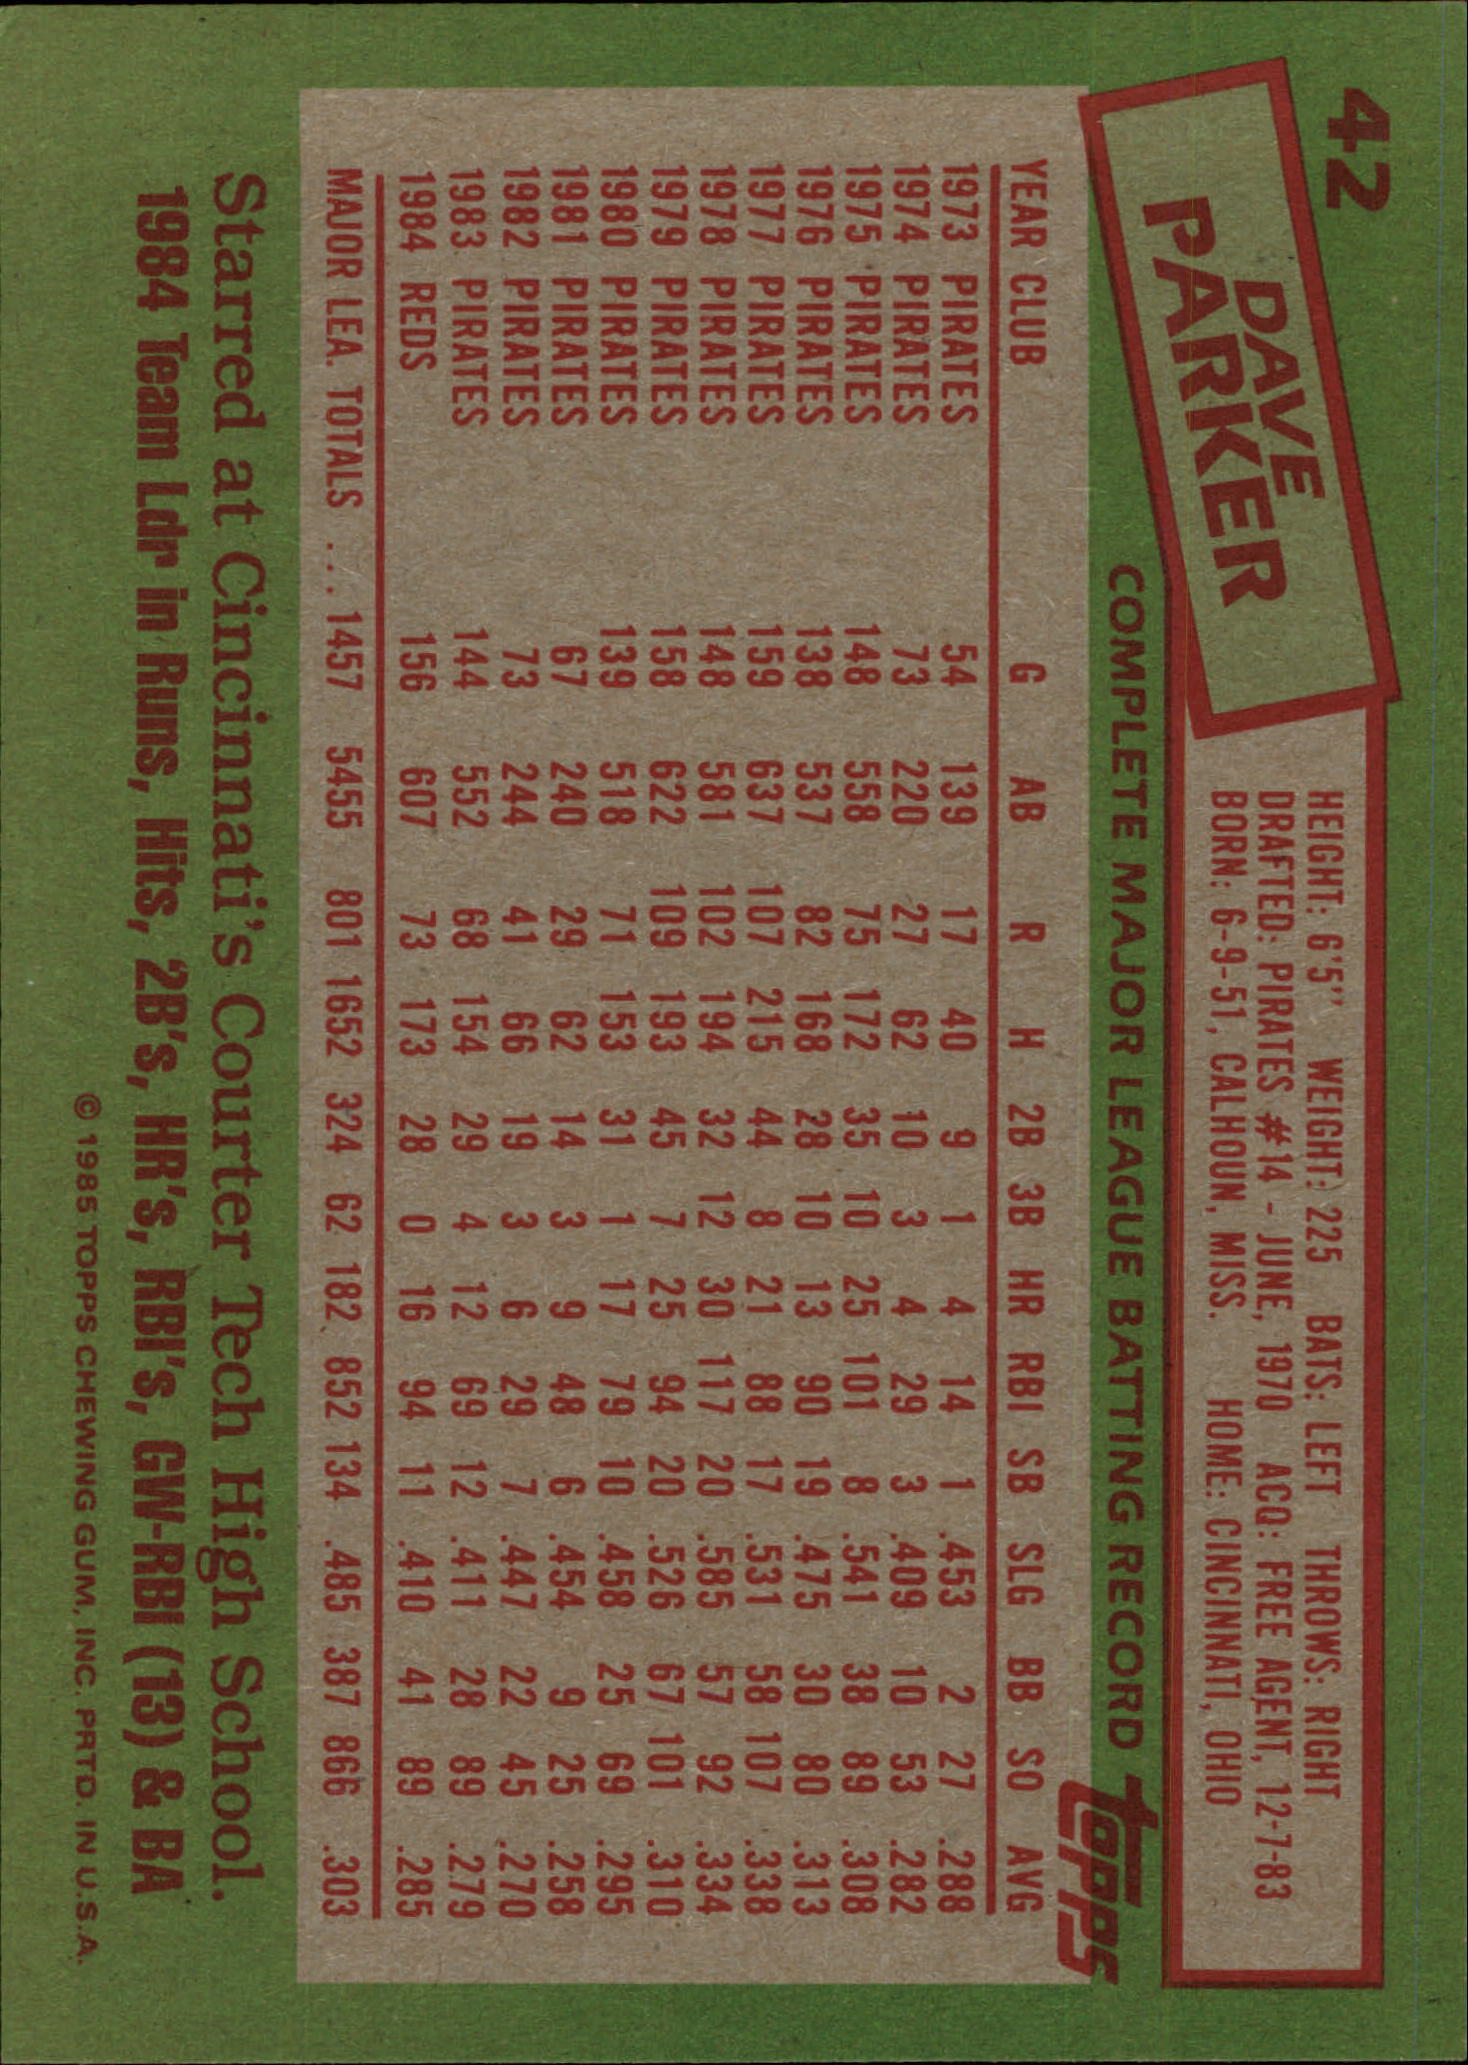 42
DAVE
PARKER
HEIGHT: 6'5" WEIGHT: 225 BATS: LEFT THROWS: RIGHT
DRAFTED: PIRATES #14 - JUNE, 1970 ACQ: FREE AGENT, 12-7-83
BORN: 6-9-51, CALHOUN, MISS. HOME: CINCINNATI, OHIO
COMPLETE MAJOR LEAGUE BATTING RECORD
topps
YEAR CLUB G AB R H 2B 3B HR RBI SB SLG BB SO AVG
1973 PIRATES 54 139 17 40 9 1 4 14 1 .453 2 27 .288
1974 PIRATES 73 220 27 62 10 3 4 29 3 .409 10 53 .282
1975 PIRATES 148 558 75 172 35 10 25 101 8 .541 38 89 .308
1976 PIRATES 138 537 82 168 28 10 13 90 19 .475 30 80 .313
1977 PIRATES 159 637 107 215 44 8 21 88 17 .531 58 107 .338
1978 PIRATES 148 581 102 194 32 12 30 117 20 .585 57 92 .334
1979 PIRATES 158 622 109 193 45 7 25 94 20 .526 67 101 .310
1980 PIRATES 139 518 71 153 31 1 17 79 10 .458 25 69 .295
1981 PIRATES 67 240 29 62 14 3 9 48 6 .454 9 25 .258
1982 PIRATES 73 244 41 66 19 3 6 29 7 .447 22 45 .270
1983 PIRATES 144 552 68 154 29 4 12 69 12 .411 28 89 .279
1984 REDS 156 607 73 173 28 0 16 94 11 .410 41 89 .285
MAJOR LEA. TOTALS ... 1457 5455 801 1652 324 62 182 852 134 .485 387 866 .303
Starred at Cincinnati's Courter Tech High School.
1984 Team Ldr in Runs, Hits, 2B's, HR's, RBI's, GW-RBI (13) & BA
© 1985 TOPPS CHEWING GUM, INC. PRTD. IN U.S.A.